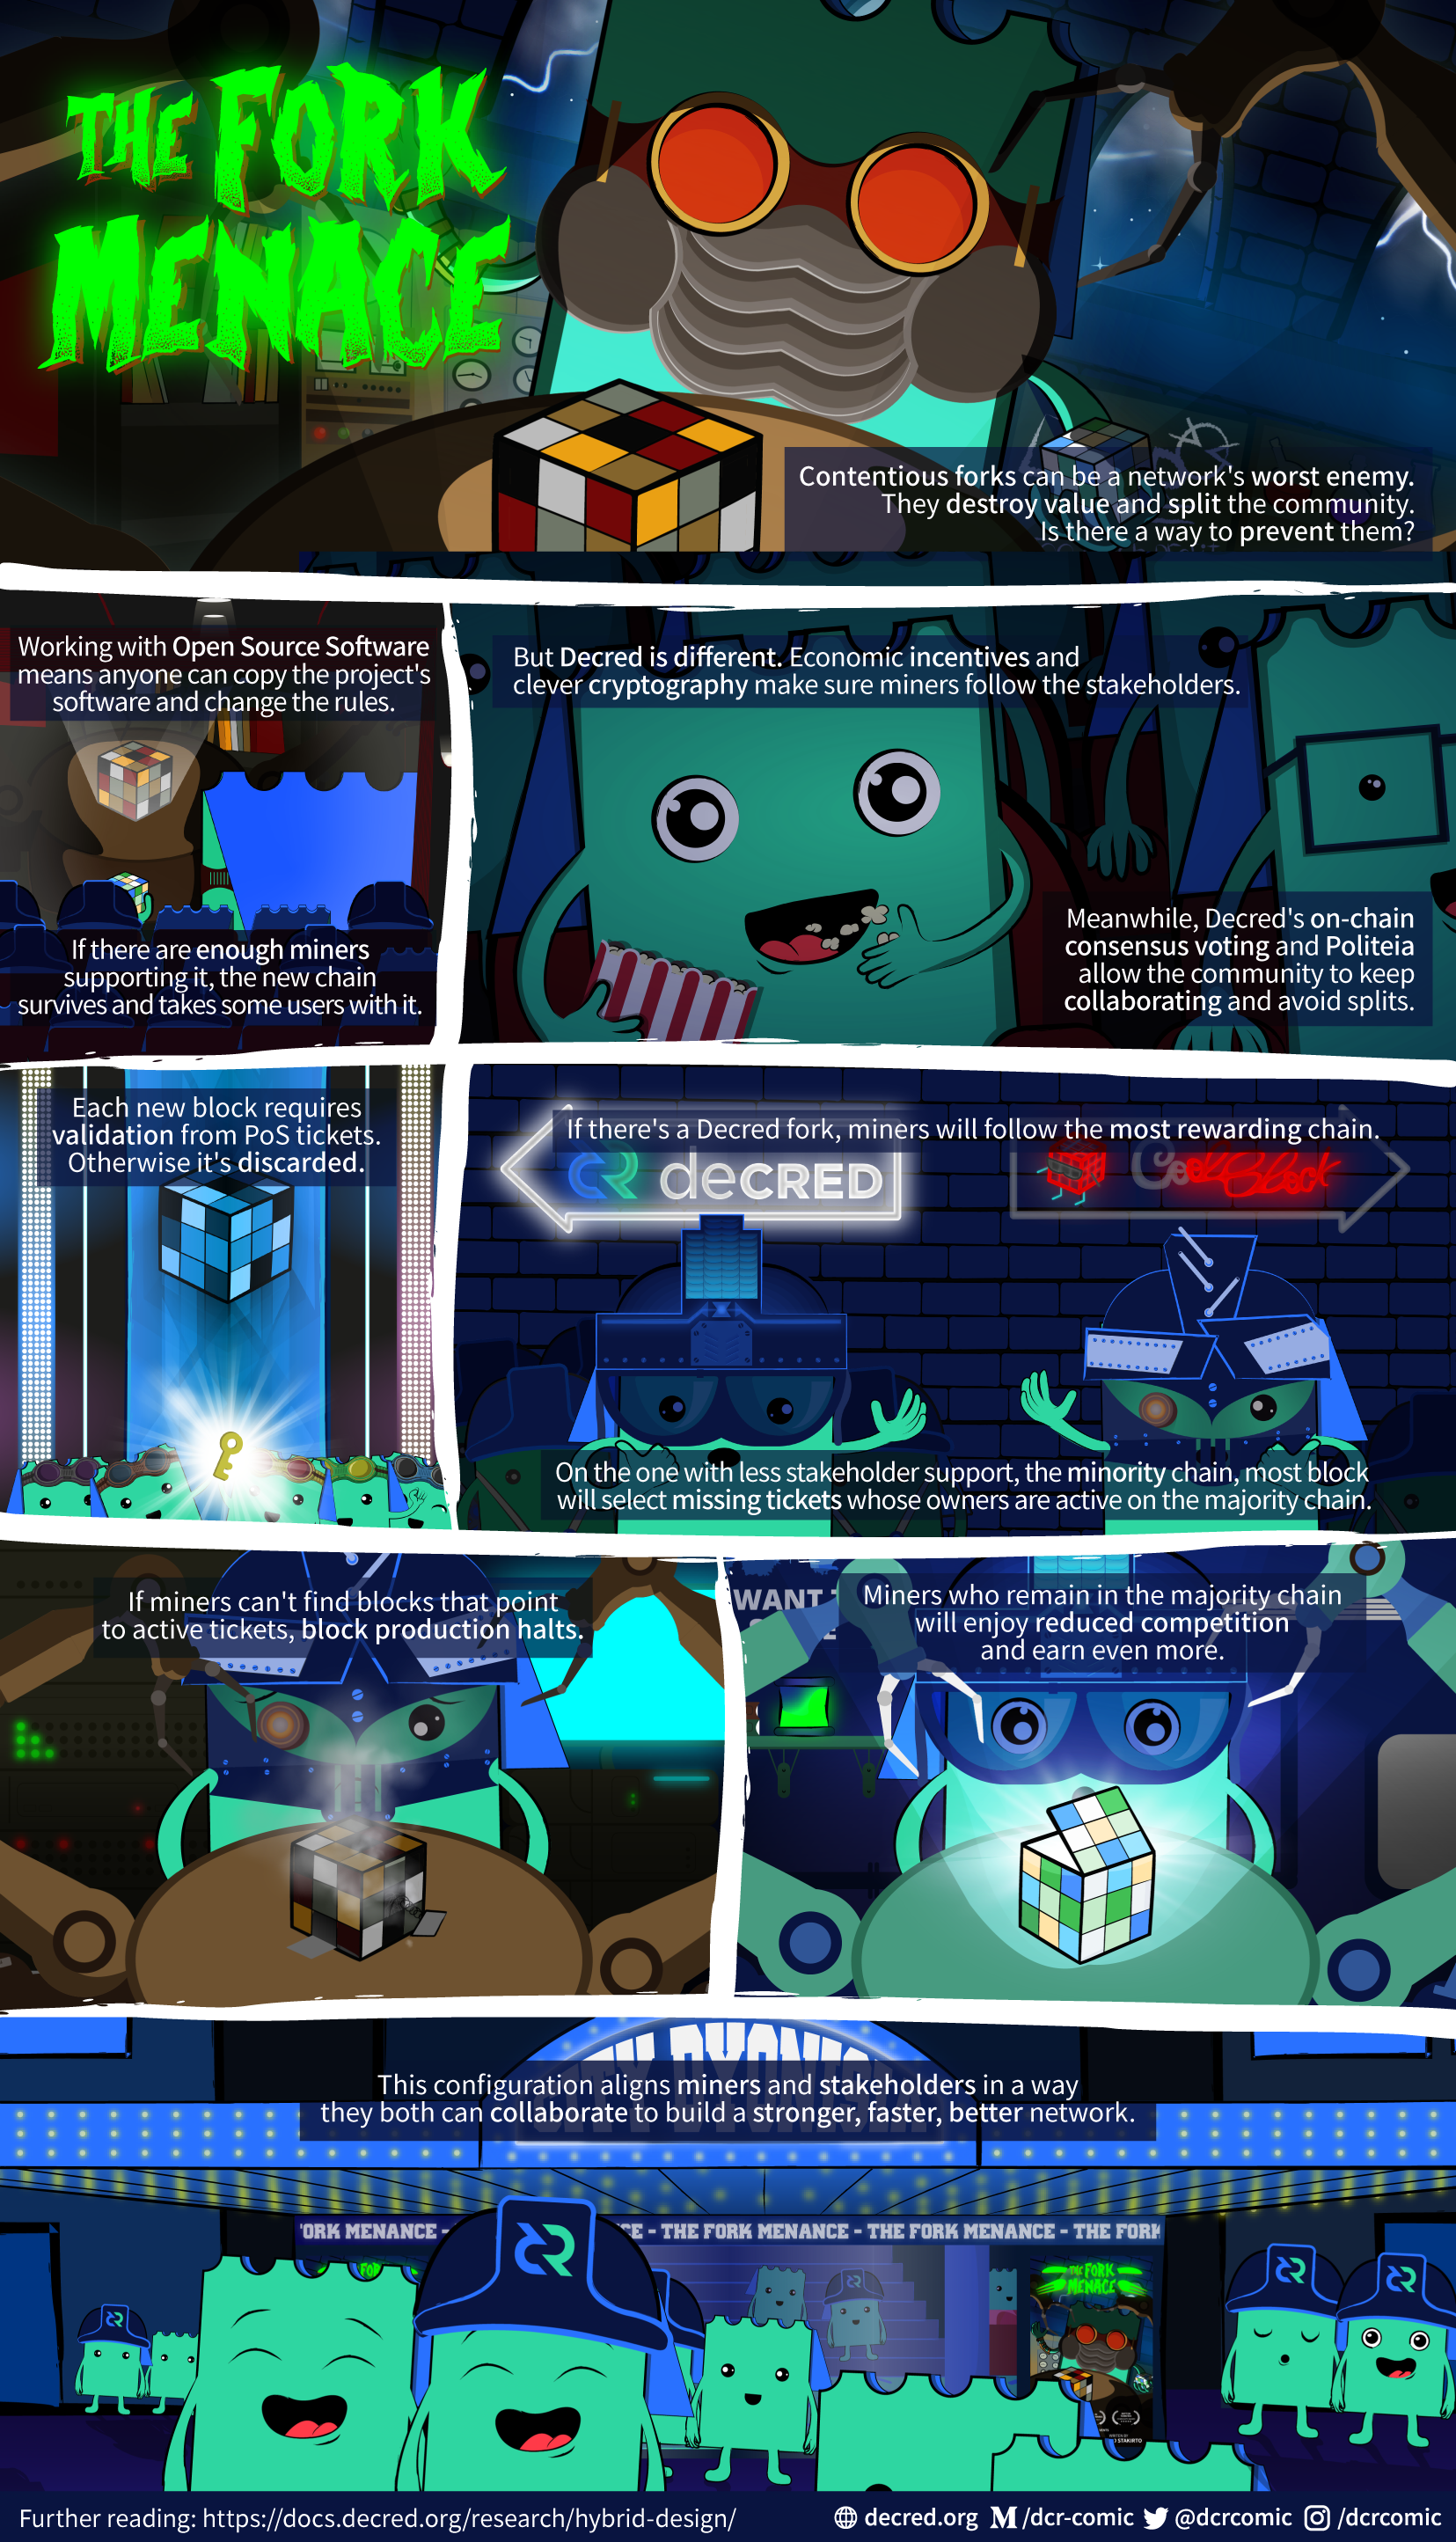 THE FORK
MENACE
Contentious forks can be a network's worst enemy.
They destroy value and split the community.
Is there a way to prevent them?
Working with Open Source Software
means anyone can copy the project's
software and change the rules.
If there are enough miners
supporting it, the new chain
survives and takes some users with it.
But Decred is different. Economic incentives and
clever cryptography make sure miners follow the stakeholders.
Meanwhile, Decred's on-chain
consensus voting and Politeia
allow the community to keep
collaborating and avoid splits.
Each new block requires
validation from PoS tickets.
Otherwise it's discarded.
If there's a Decred fork, miners will follow the most rewarding chain.
deCRED
CoolBlock
On the one with less stakeholder support, the minority chain, most block
will select missing tickets whose owners are active on the majority chain.
If miners can't find blocks that point
to active tickets, block production halts.
WANT
Miners who remain in the majority chain
will enjoy reduced competition
and earn even more.
This configuration aligns miners and stakeholders in a way
they both can collaborate to build a stronger, faster, better network.
'ORK MENANCE - CE - THE FORK MENANCE - THE FORK MENANCE - THE FORK
THE FORK
MENACE
Further reading: https://docs.decred.org/research/hybrid-design/
decred.org M /dcr-comic @dcrcomic /dcrcomic